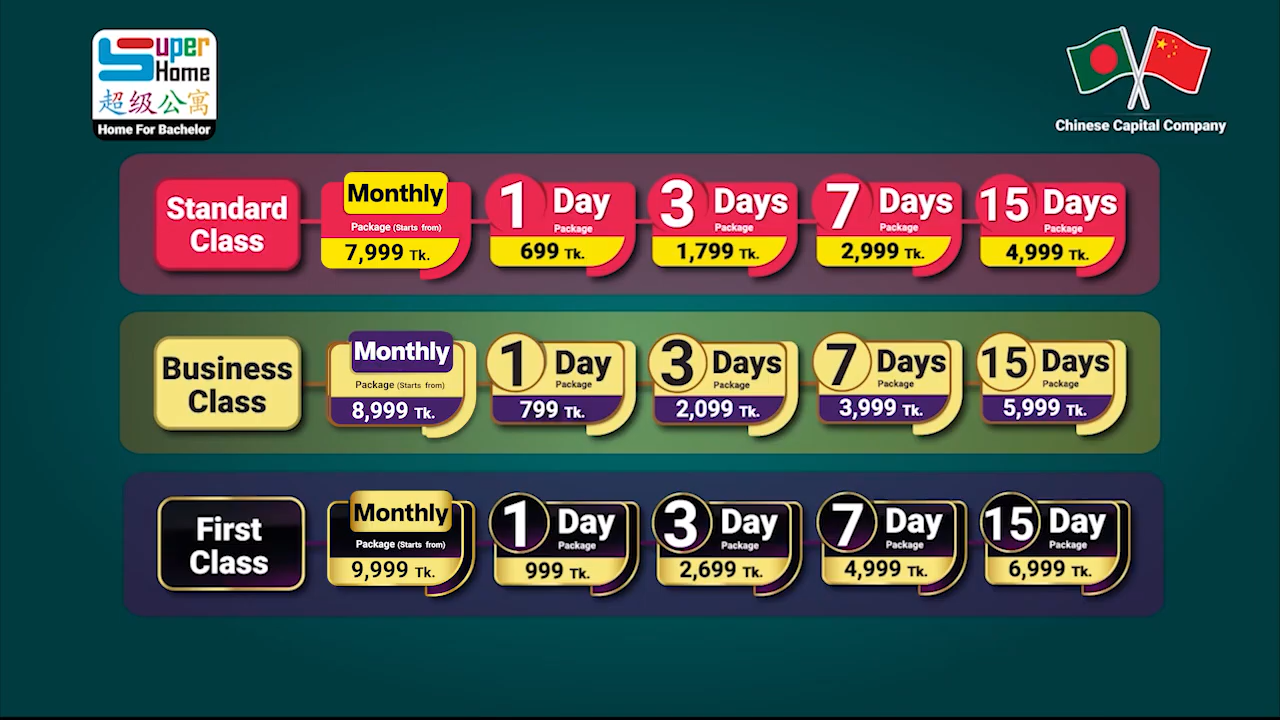 Super
Home
超级公寓
Home For Bachelor
Chinese Capital Company
Standard
Class
Monthly
Package (Starts from)
7,999 Tk.
1 Day
Package
699 Tk.
3 Days
Package
1,799 Tk.
7 Days
Package
2,999 Tk.
15 Days
Package
4,999 Tk.
Business
Class
Monthly
Package (Starts from)
8,999 Tk.
1 Day
Package
799 Tk.
3 Days
Package
2,099 Tk.
7 Days
Package
3,999 Tk.
15 Days
Package
5,999 Tk.
First
Class
Monthly
Package (Starts from)
9,999 Tk.
1 Day
Package
999 Tk.
3 Day
Package
2,699 Tk.
7 Day
Package
4,999 Tk.
15 Day
Package
6,999 Tk.